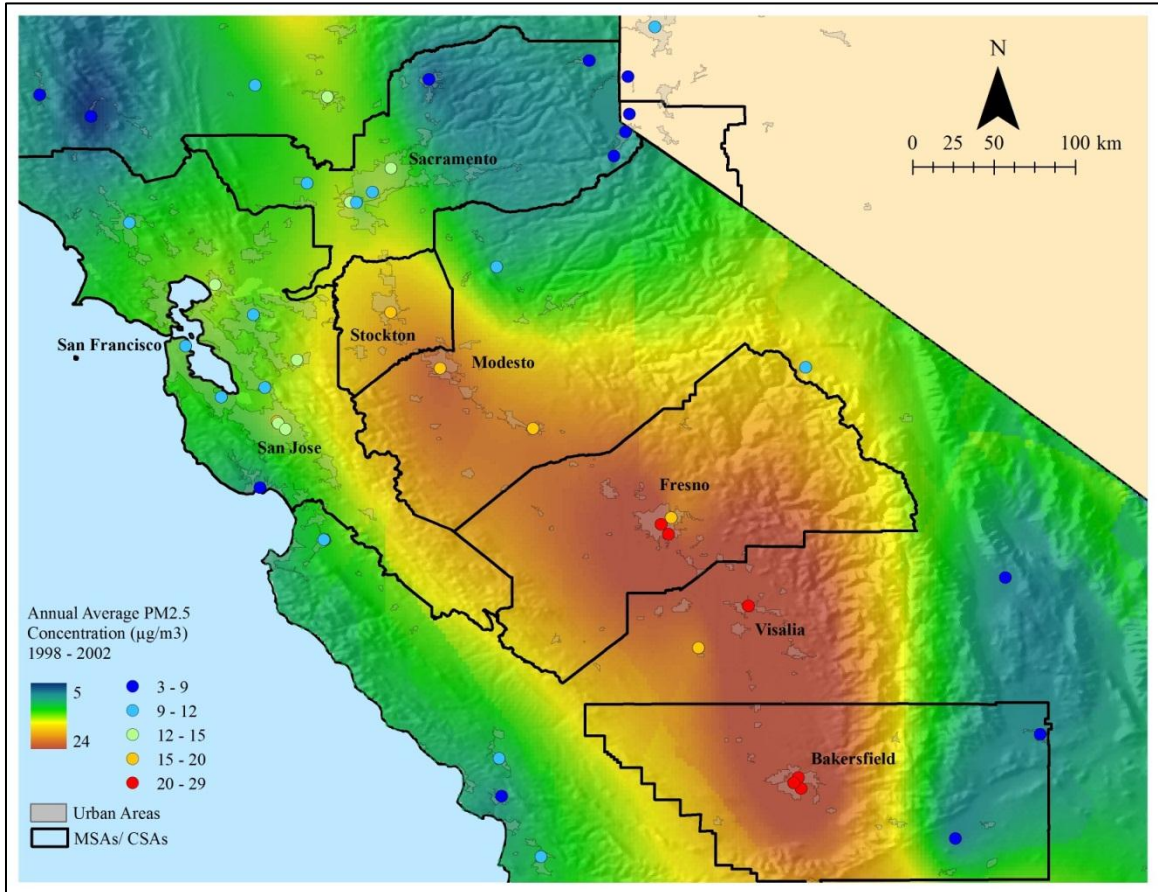 N
0 25 50 100 km
Sacramento
Stockton
San Francisco
Modesto
San Jose
Fresno
Visalia
Bakersfield
Annual Average PM2.5
Concentration (µg/m3)
1998 - 2002
5
24
3 - 9
9 - 12
12 - 15
15 - 20
20 - 29
Urban Areas
MSAs/ CSAs